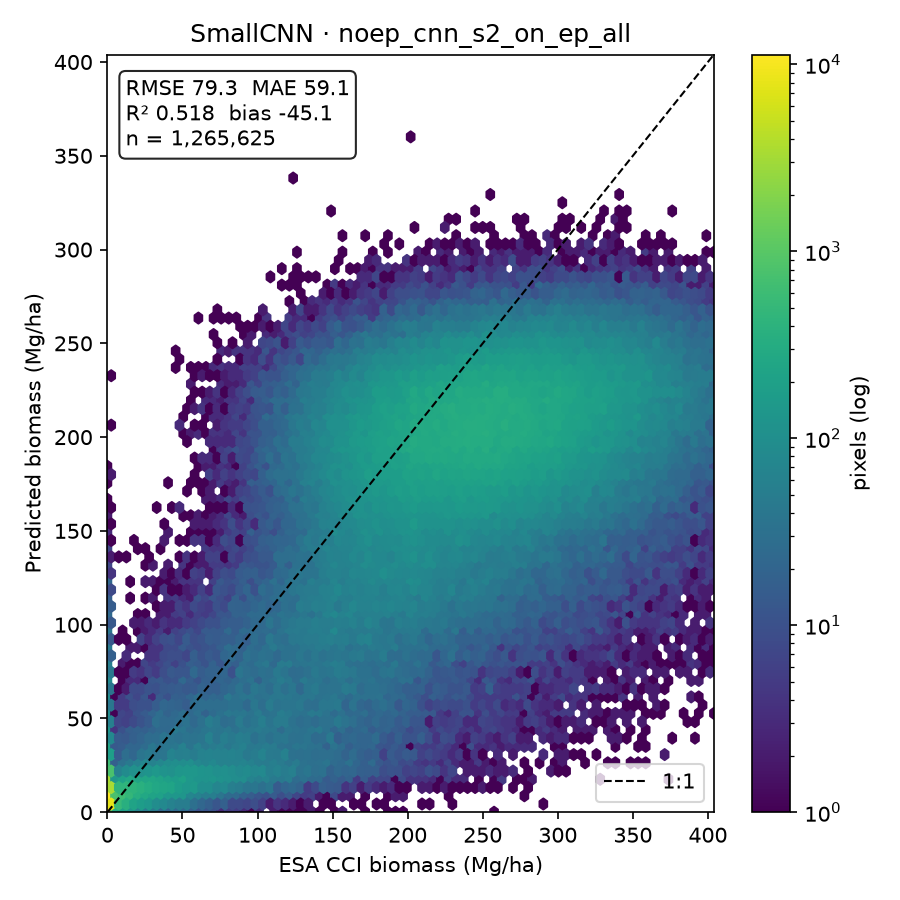 SmallCNN · noep_cnn_s2_on_ep_all
RMSE 79.3  MAE 59.1
R² 0.518  bias -45.1
n = 1,265,625
400
350
300
250
200
150
100
50
0
Predicted biomass (Mg/ha)
0 50 100 150 200 250 300 350 400
ESA CCI biomass (Mg/ha)
1:1
10⁴
10³
10²
10¹
10⁰
pixels (log)